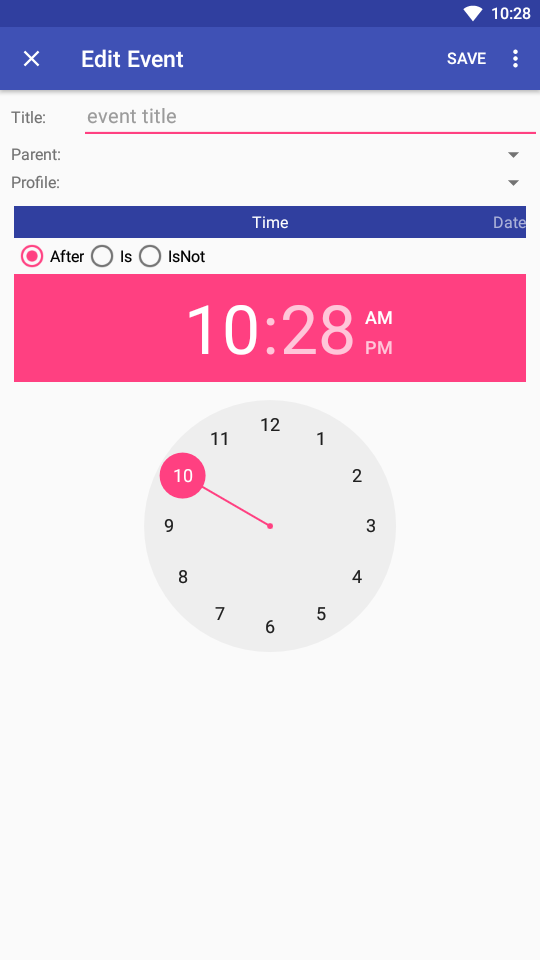 10:28
Edit Event SAVE
Title: event title
Parent:
Profile:
Time Date
After Is IsNot
10:28 AM
PM
12
11 1
10 2
9 3
8 4
7 5
6